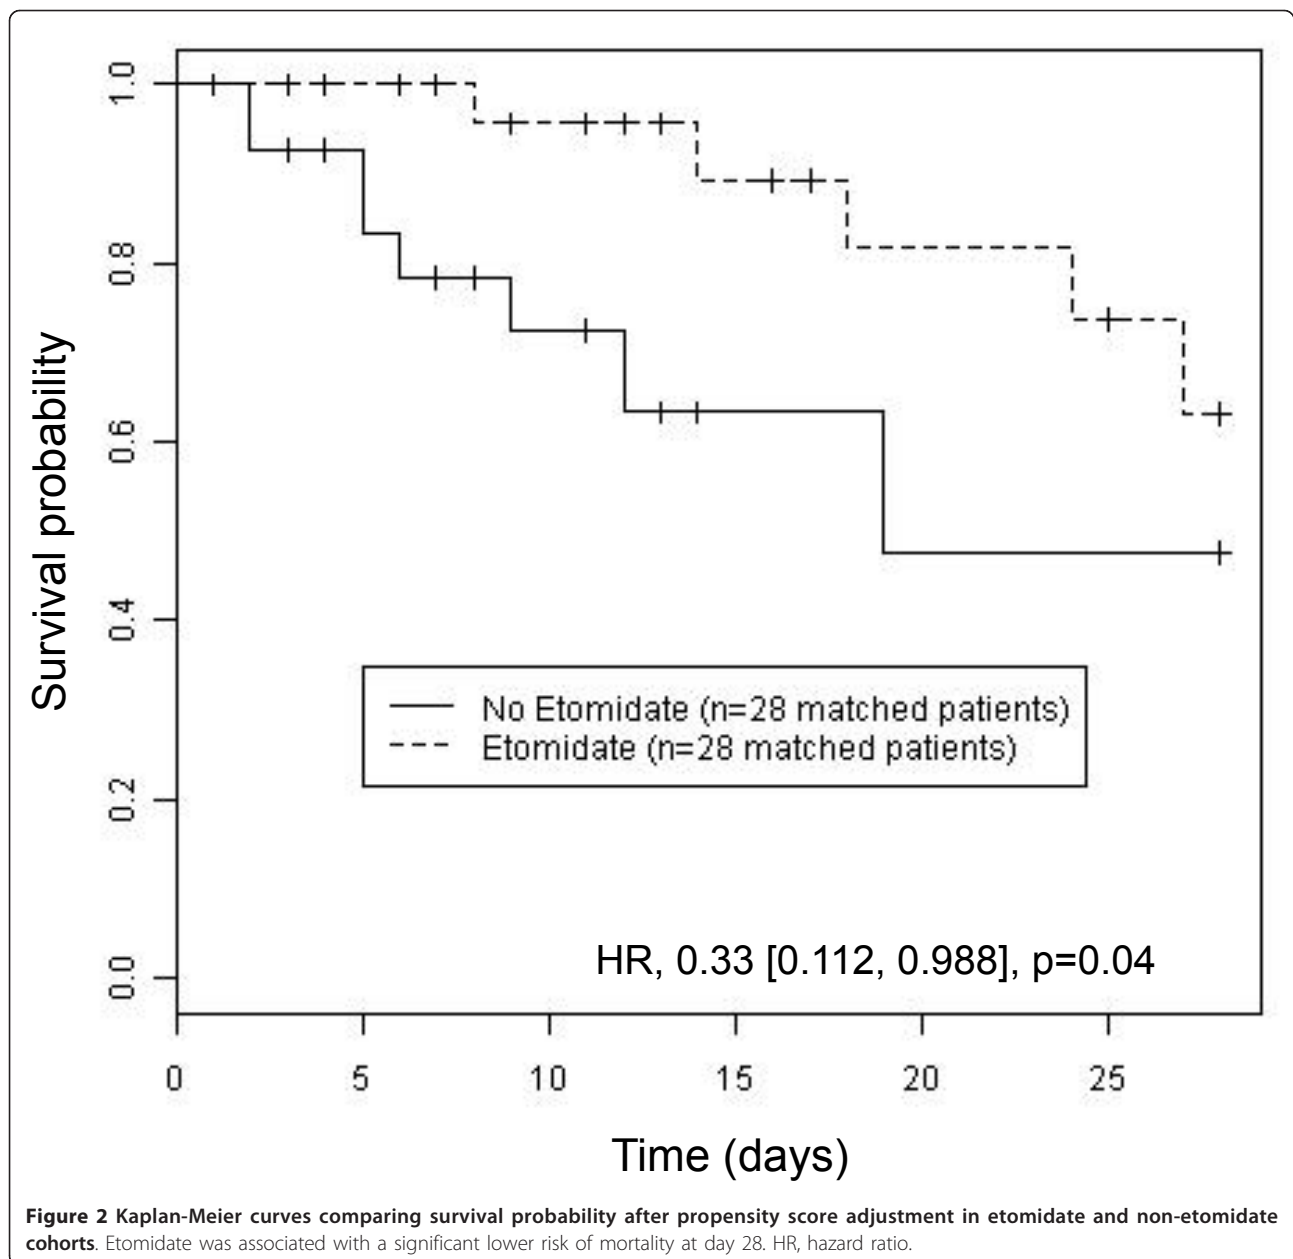 1.0
0.8
0.6
0.4
0.2
0.0
Survival probability
No Etomidate (n=28 matched patients)
Etomidate (n=28 matched patients)
HR, 0.33 [0.112, 0.988], p=0.04
0 5 10 15 20 25
Time (days)
Figure 2 Kaplan-Meier curves comparing survival probability after propensity score adjustment in etomidate and non-etomidate
cohorts. Etomidate was associated with a significant lower risk of mortality at day 28. HR, hazard ratio.